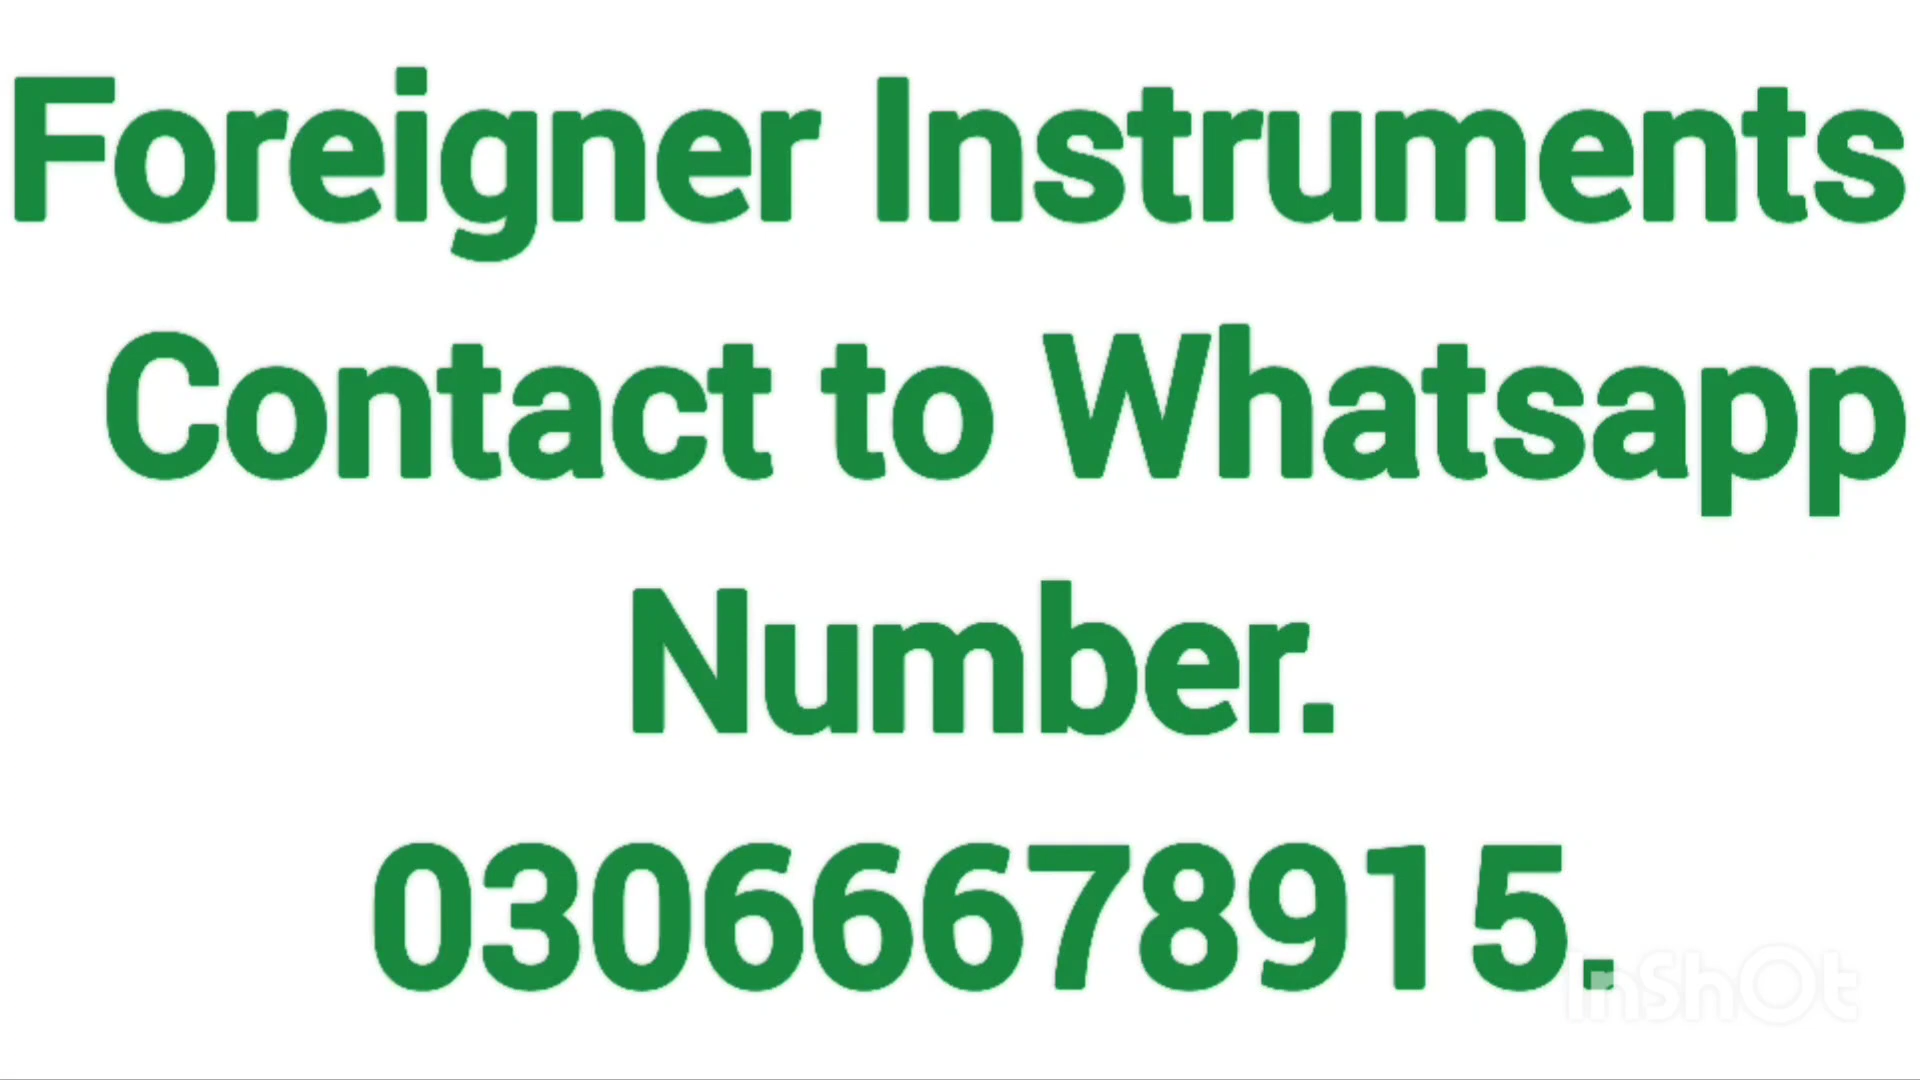 Foreigner Instruments
Contact to Whatsapp
Number.
03066678915.
InShOt